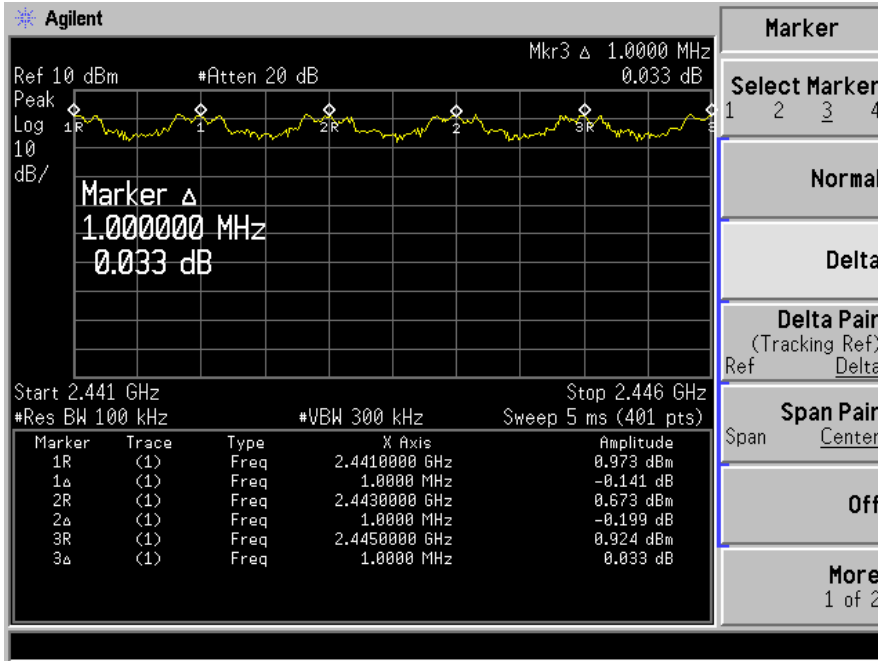 Agilent
Mkr3 Δ 1.0000 MHz
Ref 10 dBm #Atten 20 dB 0.033 dB
Peak
Log
10
dB/
1R 1 2R 2 3R 3
Marker Δ
1.000000 MHz
0.033 dB
Start 2.441 GHz Stop 2.446 GHz
#Res BW 100 kHz #VBW 300 kHz Sweep 5 ms (401 pts)
Marker Trace Type X Axis Amplitude
1R (1) Freq 2.4410000 GHz 0.973 dBm
1Δ (1) Freq 1.0000 MHz -0.141 dB
2R (1) Freq 2.4430000 GHz 0.673 dBm
2Δ (1) Freq 1.0000 MHz -0.199 dB
3R (1) Freq 2.4450000 GHz 0.924 dBm
3Δ (1) Freq 1.0000 MHz 0.033 dB
Marker
Select Marker
1 2 3 4
Normal
Delta
Delta Pair
(Tracking Ref)
Ref Delta
Span Pair
Span Center
Off
More
1 of 2